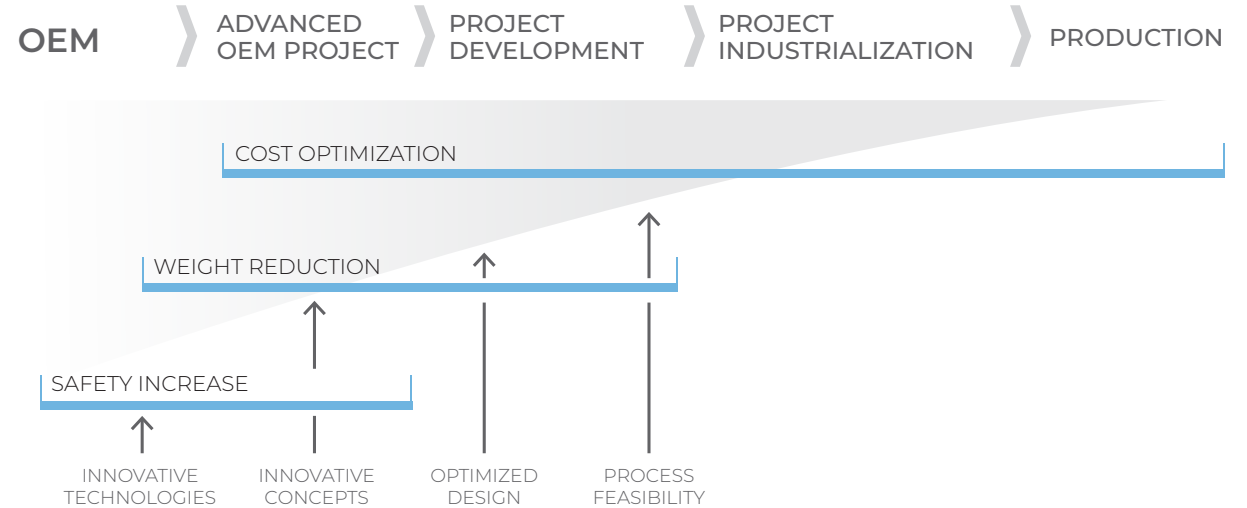 OEM
ADVANCED
OEM PROJECT
PROJECT
DEVELOPMENT
PROJECT
INDUSTRIALIZATION
PRODUCTION
COST OPTIMIZATION
WEIGHT REDUCTION
SAFETY INCREASE
INNOVATIVE
TECHNOLOGIES
INNOVATIVE
CONCEPTS
OPTIMIZED
DESIGN
PROCESS
FEASIBILITY